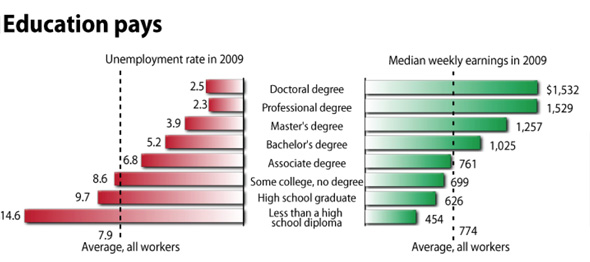 Education pays
Unemployment rate in 2009
Median weekly earnings in 2009
2.5 Doctoral degree $1,532
2.3 Professional degree 1,529
3.9 Master's degree 1,257
5.2 Bachelor's degree 1,025
6.8 Associate degree 761
8.6 Some college, no degree 699
9.7 High school graduate 626
14.6 Less than a high
school diploma 454
7.9 774
Average, all workers Average, all workers